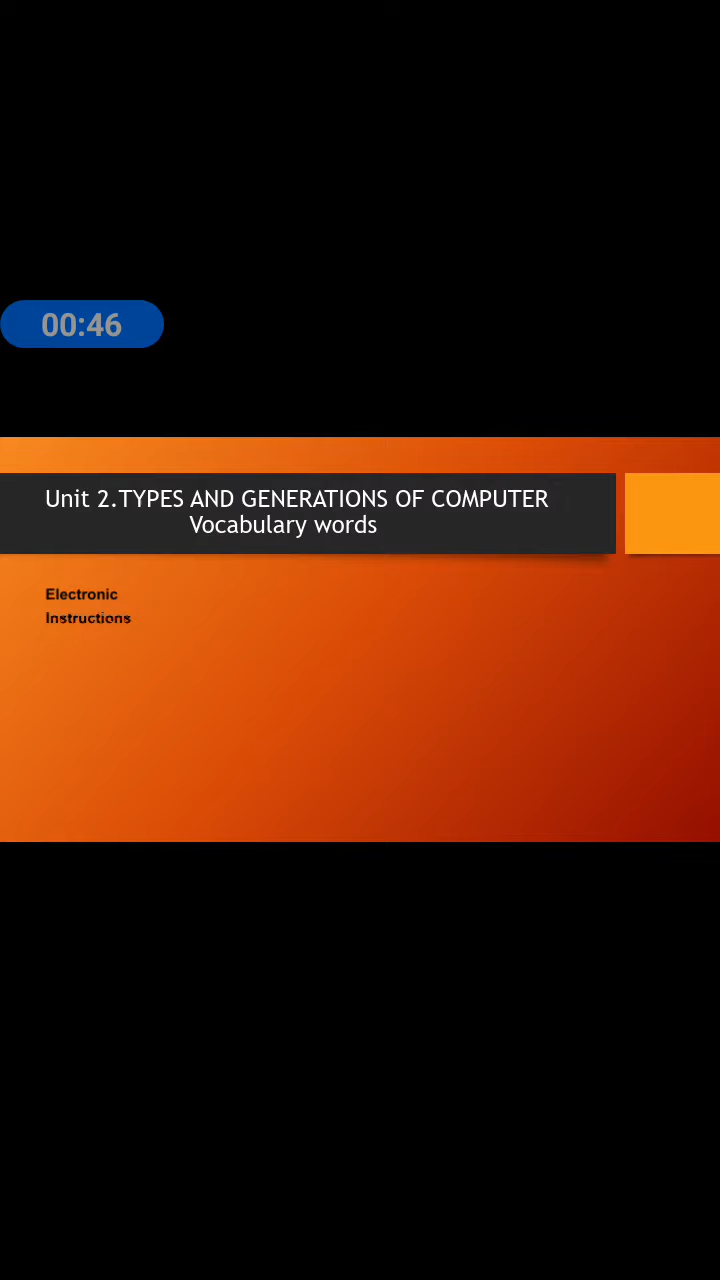 00:46
Unit 2.TYPES AND GENERATIONS OF COMPUTER
Vocabulary words
Electronic
Instructions